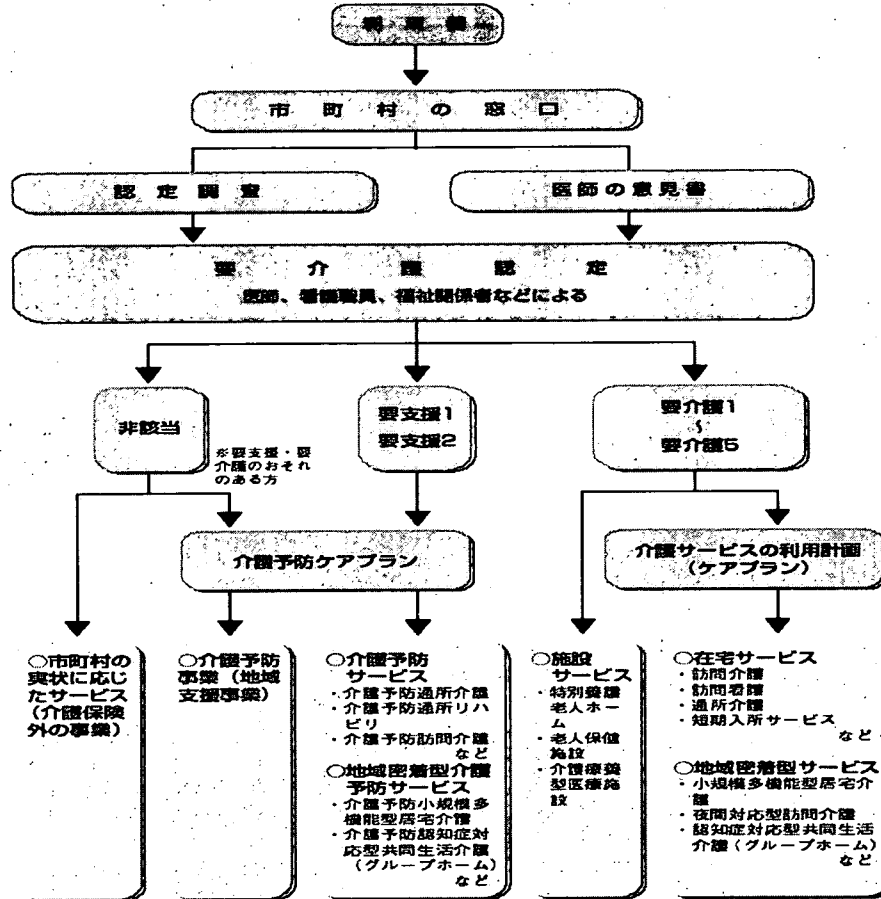 利用者
市町村の窓口
認定調査
医師の意見書
要介護認定
医師、看護職員、福祉関係者などによる
非該当
※要支援・要
介護のおそれ
のある方
要支援1
要支援2
要介護1
〜
要介護5
介護予防ケアプラン
介護サービスの利用計画
（ケアプラン）
○市町村の
実状に応じ
たサービス
（介護保険
外の事業）
○介護予防
事業（地域
支援事業）
○介護予防
サービス
・介護予防通所介護
・介護予防通所リハ
ビリ
・介護予防訪問介護
など
○地域密着型介護
予防サービス
・介護予防小規模多
機能型居宅介護
・介護予防認知症対
応型共同生活介護
（グループホーム）
など
○施設
サービス
・特別養護
老人ホー
ム
・老人保健
施設
・介護療養
型医療施
設
○在宅サービス
・訪問介護
・訪問看護
・通所介護
・短期入所サービス
など
○地域密着型サービス
・小規模多機能型居宅介
護
・夜間対応型訪問介護
・認知症対応型共同生活
介護（グループホーム）
など